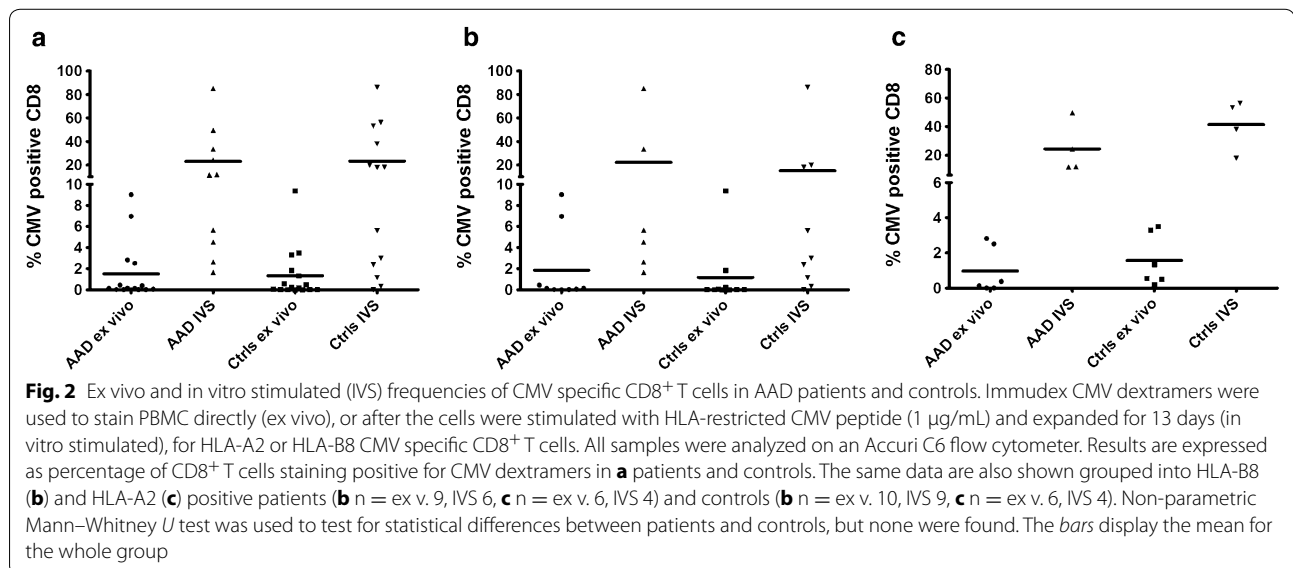 a
b
c
% CMV positive CD8
100
80
60
40
20
10
8
6
4
2
0
AAD ex vivo
AAD IVS
Ctrls ex vivo
Ctrls IVS
% CMV positive CD8
100
80
60
40
20
10
8
6
4
2
0
AAD ex vivo
AAD IVS
Ctrls ex vivo
Ctrls IVS
% CMV positive CD8
80
60
40
20
6
4
2
0
AAD ex vivo
AAD IVS
Ctrls ex vivo
Ctrls IVS
Fig. 2 Ex vivo and in vitro stimulated (IVS) frequencies of CMV specific CD8+ T cells in AAD patients and controls. Immudex CMV dextramers were
used to stain PBMC directly (ex vivo), or after the cells were stimulated with HLA-restricted CMV peptide (1 µg/mL) and expanded for 13 days (in
vitro stimulated), for HLA-A2 or HLA-B8 CMV specific CD8+ T cells. All samples were analyzed on an Accuri C6 flow cytometer. Results are expressed
as percentage of CD8+ T cells staining positive for CMV dextramers in a patients and controls. The same data are also shown grouped into HLA-B8
(b) and HLA-A2 (c) positive patients (b n = ex v. 9, IVS 6, c n = ex v. 6, IVS 4) and controls (b n = ex v. 10, IVS 9, c n = ex v. 6, IVS 4). Non-parametric
Mann–Whitney U test was used to test for statistical differences between patients and controls, but none were found. The bars display the mean for
the whole group